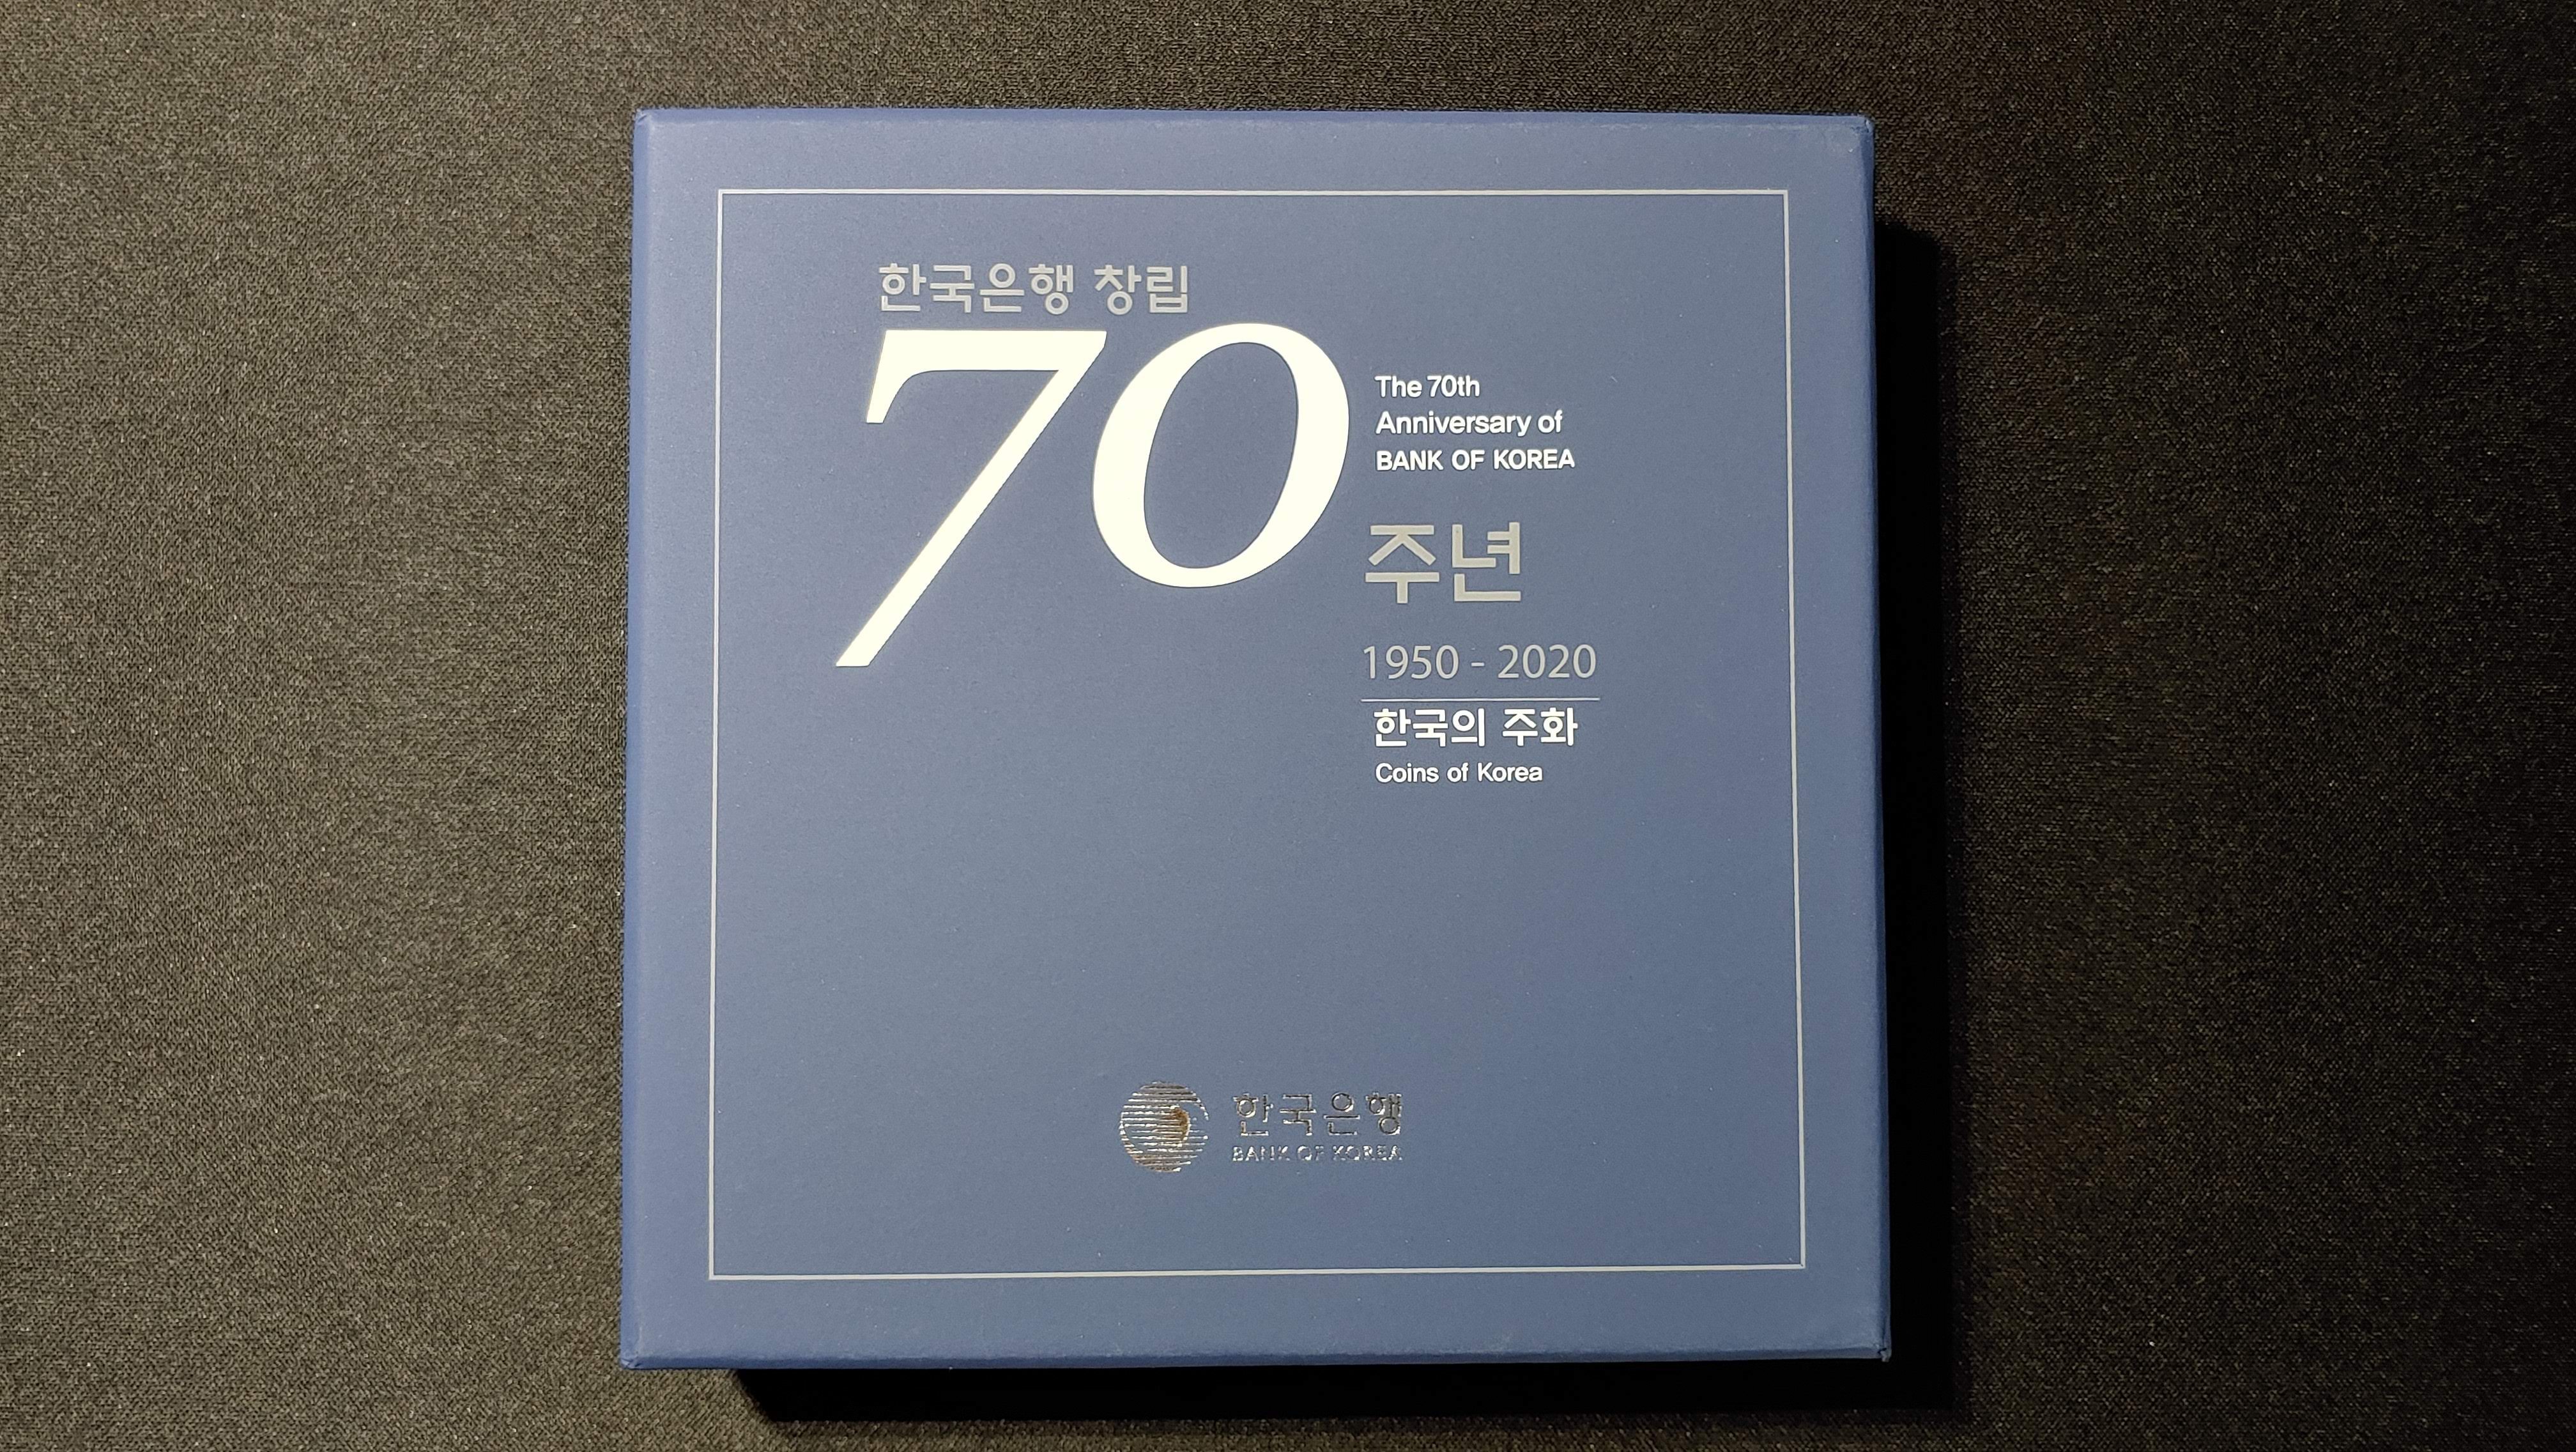 한국은행 창립
70
The 70th
Anniversary of
BANK OF KOREA
주년
1950 - 2020
한국의 주화
Coins of Korea
한국은행
BANK OF KOREA